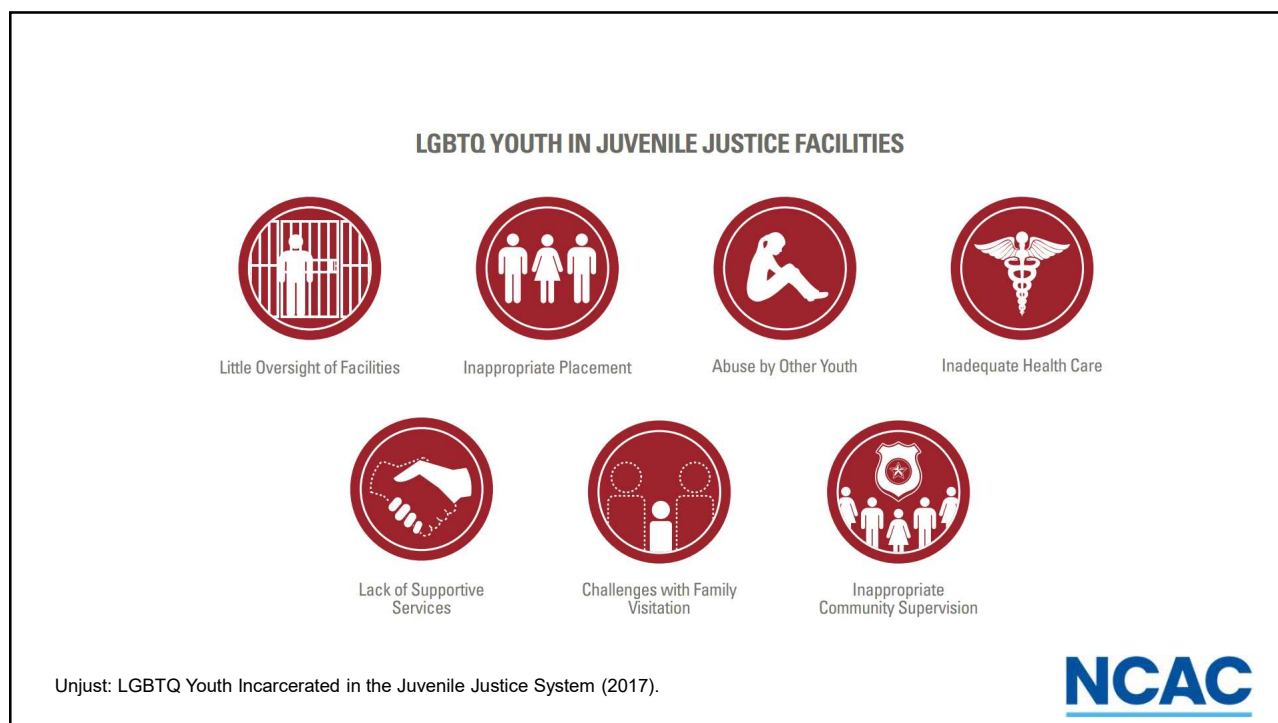 LGBTQ YOUTH IN JUVENILE JUSTICE FACILITIES
Little Oversight of Facilities
Inappropriate Placement
Abuse by Other Youth
Inadequate Health Care
Lack of Supportive
Services
Challenges with Family
Visitation
Inappropriate
Community Supervision
Unjust: LGBTQ Youth Incarcerated in the Juvenile Justice System (2017).
NCAC